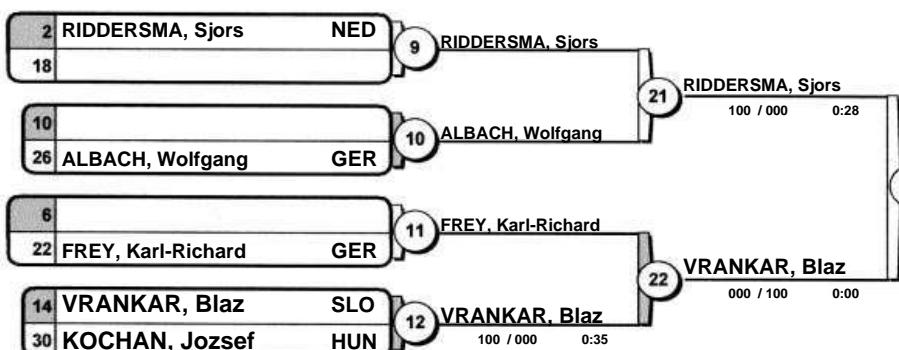 2 RIDDERSMA, Sjors NED
18
9 RIDDERSMA, Sjors
10
26 ALBACH, Wolfgang GER
10 ALBACH, Wolfgang
21 RIDDERSMA, Sjors
100 / 000 0:28
6
22 FREY, Karl-Richard GER
11 FREY, Karl-Richard
14 VRANKAR, Blaz SLO
30 KOCHAN, Jozsef HUN
12 VRANKAR, Blaz
100 / 000 0:35
22 VRANKAR, Blaz
000 / 100 0:00